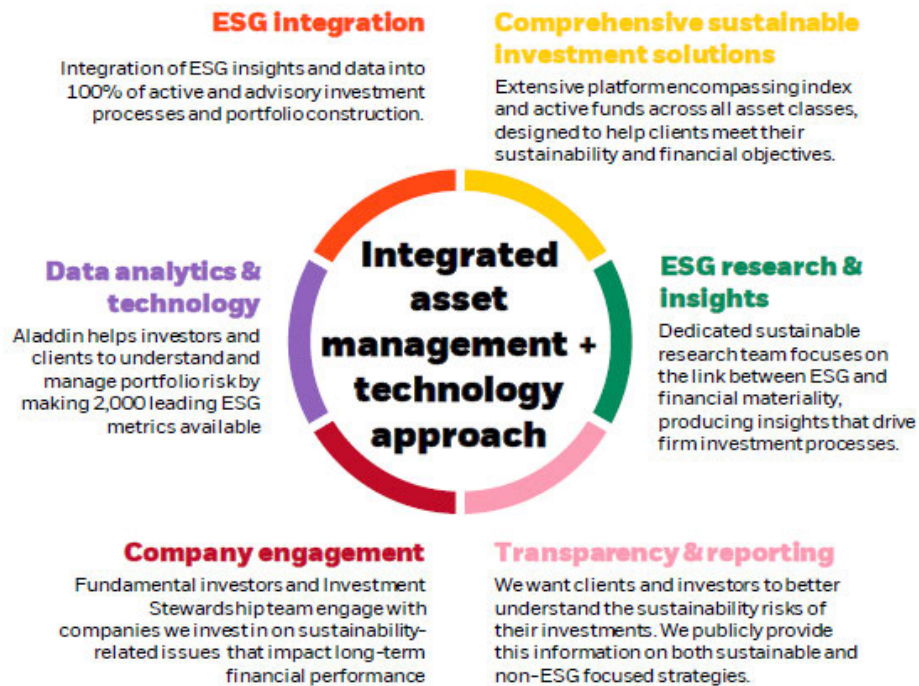 ESG integration
Integration of ESG insights and data into
100% of active and advisory investment
processes and portfolio construction.
Comprehensive sustainable
investment solutions
Extensive platform encompassing index
and active funds across all asset classes,
designed to help clients meet their
sustainability and financial objectives.
Integrated
asset
management +
technology
approach
Data analytics &
technology
Aladdin helps investors and
clients to understand and
manage portfolio risk by
making 2,000 leading ESG
metrics available
ESG research &
insights
Dedicated sustainable
research team focuses on
the link between ESG and
financial materiality,
producing insights that drive
firm investment processes.
Company engagement
Fundamental investors and Investment
Stewardship team engage with
companies we invest in on sustainability-
related issues that impact long-term
financial performance
Transparency & reporting
We want clients and investors to better
understand the sustainability risks of
their investments. We publicly provide
this information on both sustainable and
non-ESG focused strategies.